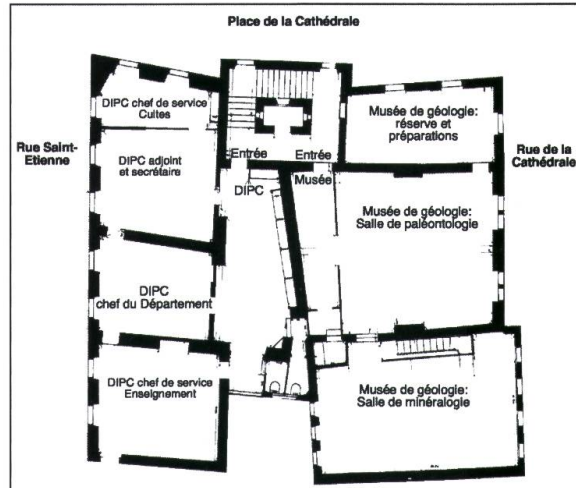 Place de la Cathédrale
DIPC chef de service
Cultes
Musée de géologie:
réserve et
préparations
Rue Saint-
Etienne
Rue de la
Cathédrale
DIPC adjoint
et secrétaire
Entrée
DIPC
Entrée
Musée
Musée de géologie:
Salle de paléontologie
DIPC
chef du Département
DIPC chef de service
Enseignement
Musée de géologie:
Salle de minéralogie